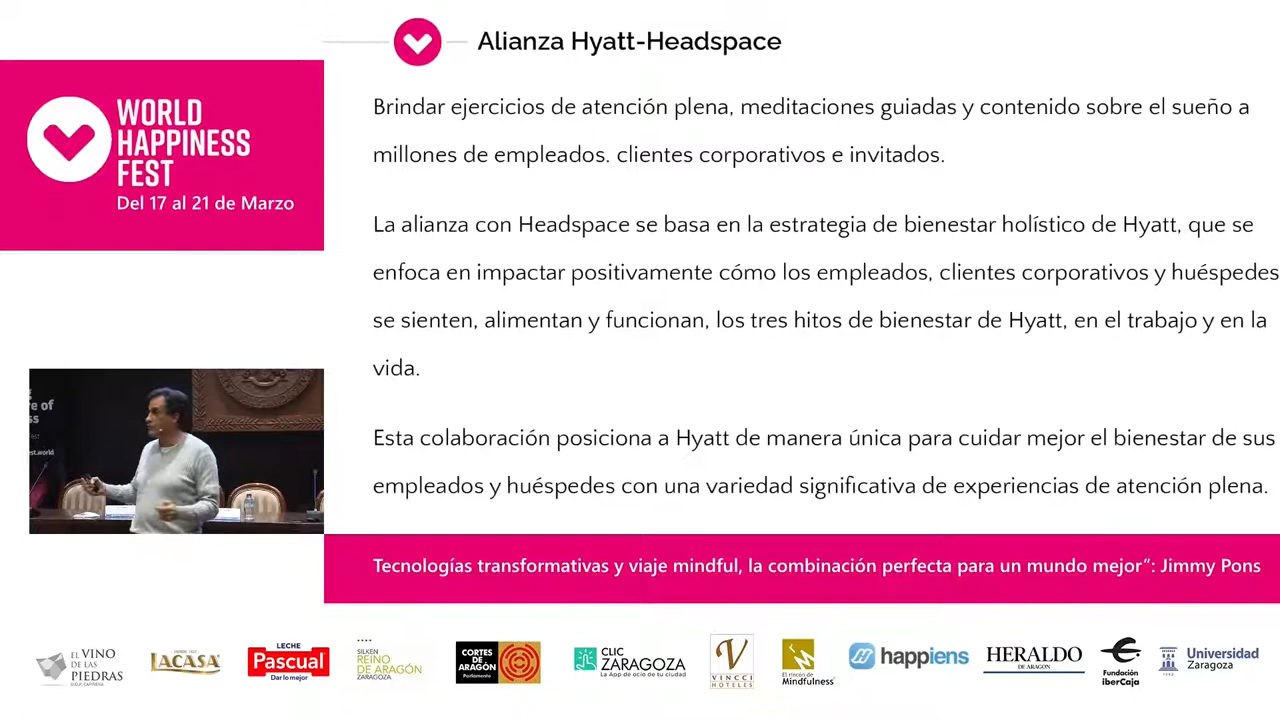 Alianza Hyatt-Headspace
WORLD
HAPPINESS
FEST
Del 17 al 21 de Marzo
Brindar ejercicios de atención plena, meditaciones guiadas y contenido sobre el sueño a
millones de empleados. clientes corporativos e invitados.
La alianza con Headspace se basa en la estrategia de bienestar holístico de Hyatt, que se
enfoca en impactar positivamente cómo los empleados, clientes corporativos y huéspedes
se sienten, alimentan y funcionan, los tres hitos de bienestar de Hyatt, en el trabajo y en la
vida.
Esta colaboración posiciona a Hyatt de manera única para cuidar mejor el bienestar de sus
empleados y huéspedes con una variedad significativa de experiencias de atención plena.
re of
ss
Tecnologías transformativas y viaje mindful, la combinación perfecta para un mundo mejor”: Jimmy Pons
EL VINO
DE LAS
PIEDRAS
LACASA
LECHE
Pascual
Dar lo mejor
SILKEN
REINO
DE ARAGÓN
ZARAGOZA
CORTES
DE
ARAGÓN
Parlamento
CLIC
ZARAGOZA
La App de ocio de tu ciudad
V
VINCCI
HOTELES
El rincón de
Mindfulness
happiens
HERALDO
DE ARAGON
Fundación
iberCaja
Universidad
Zaragoza